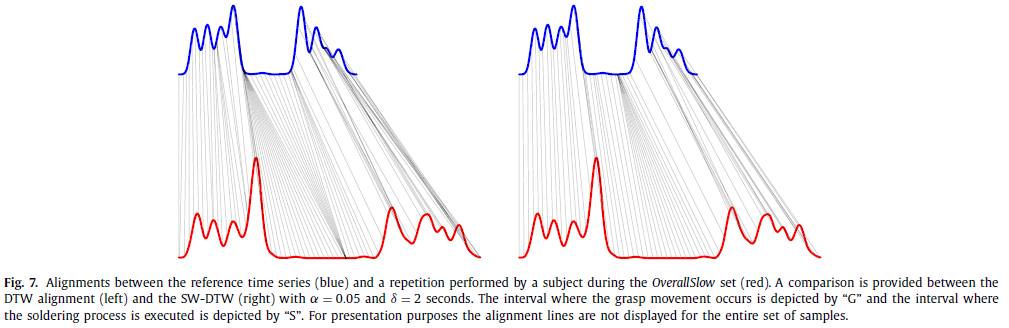 Fig. 7. Alignments between the reference time series (blue) and a repetition performed by a subject during the OverallSlow set (red). A comparison is provided between the
DTW alignment (left) and the SW-DTW (right) with α = 0.05 and δ = 2 seconds. The interval where the grasp movement occurs is depicted by “G” and the interval where
the soldering process is executed is depicted by “S”. For presentation purposes the alignment lines are not displayed for the entire set of samples.